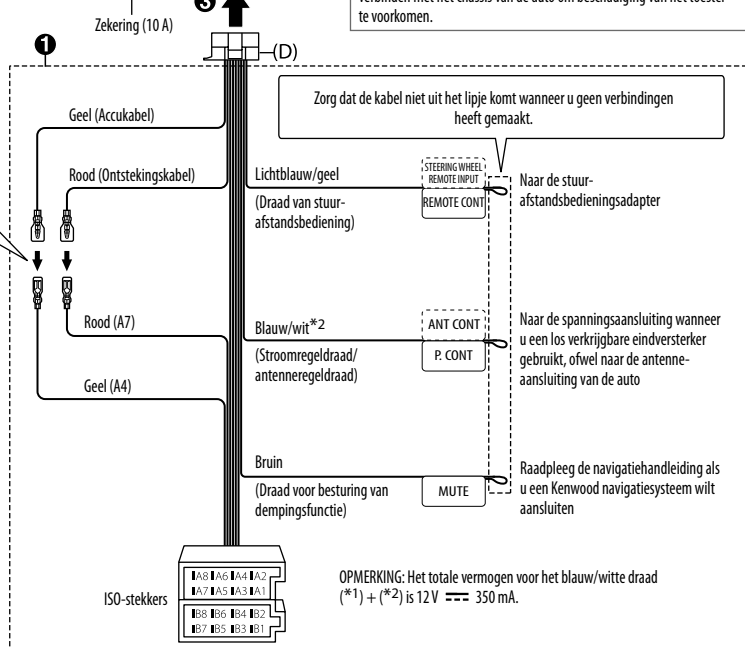 verbinden met het chassis van de auto om beschadiging van het toestel
te voorkomen.
Zekering (10 A)
3
1
(D)
Zorg dat de kabel niet uit het lipje komt wanneer u geen verbindingen
heeft gemaakt.
Geel (Accukabel)
Rood (Ontstekingskabel)
Lichtblauw/geel
(Draad van stuur-
afstandsbediening)
STEERING WHEEL
REMOTE INPUT
REMOTE CONT
Naar de stuur-
afstandsbedieningsadapter
Rood (A7)
Geel (A4)
Blauw/wit*2
(Stroomregeldraad/
antenneregeldraad)
ANT CONT
P. CONT
Naar de spanningsaansluiting wanneer
u een los verkrijgbare eindversterker
gebruikt, ofwel naar de antenne-
aansluiting van de auto
Bruin
(Draad voor besturing van
dempingsfunctie)
MUTE
Raadpleeg de navigatiehandleiding als
u een Kenwood navigatiesysteem wilt
aansluiten
ISO-stekkers
A8 A6 A4 A2
A7 A5 A3 A1
B8 B6 B4 B2
B7 B5 B3 B1
OPMERKING: Het totale vermogen voor het blauw/witte draad
(*1) + (*2) is 12 V ⎓ 350 mA.